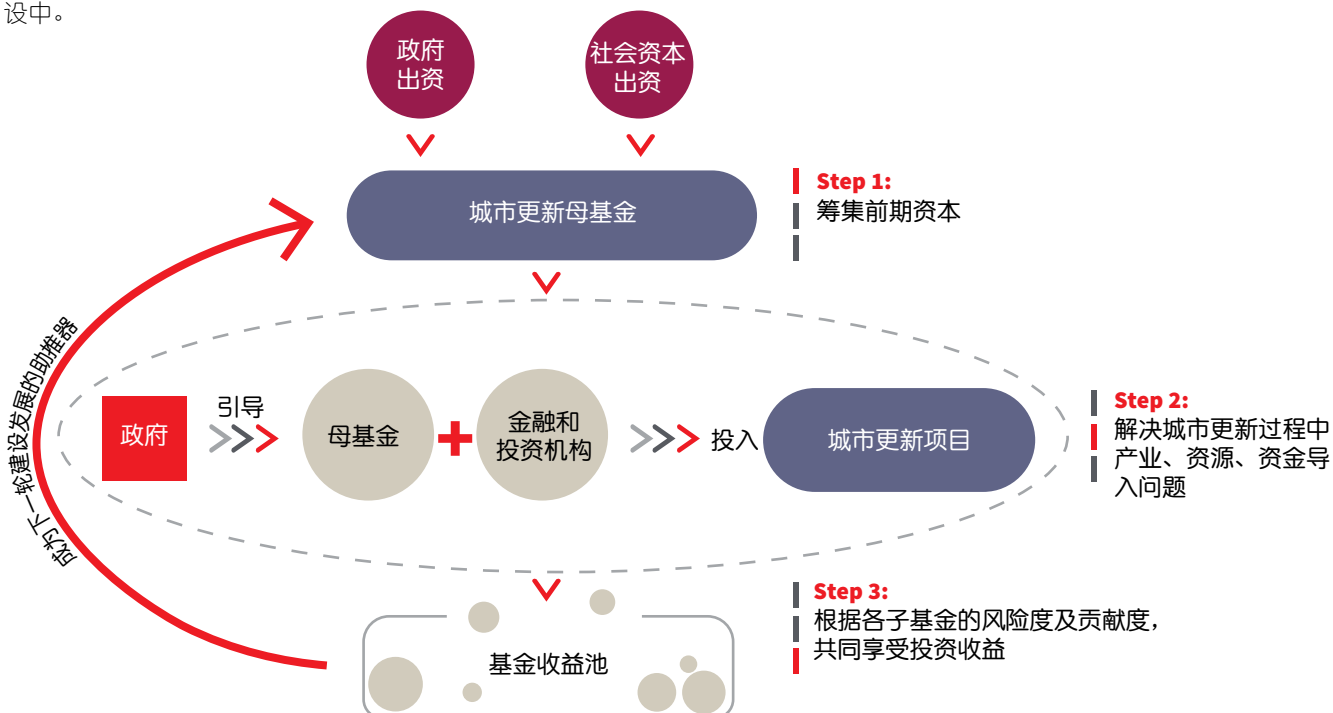 设中。
政府
出资
社会资本
出资
城市更新母基金
Step 1:
筹集前期资本
成为下一轮建设发展的助推器
政府
引导
母基金
金融和
投资机构
投入
城市更新项目
Step 2:
解决城市更新过程中
产业、资源、资金导
入问题
基金收益池
Step 3:
根据各子基金的风险度及贡献度，
共同享受投资收益